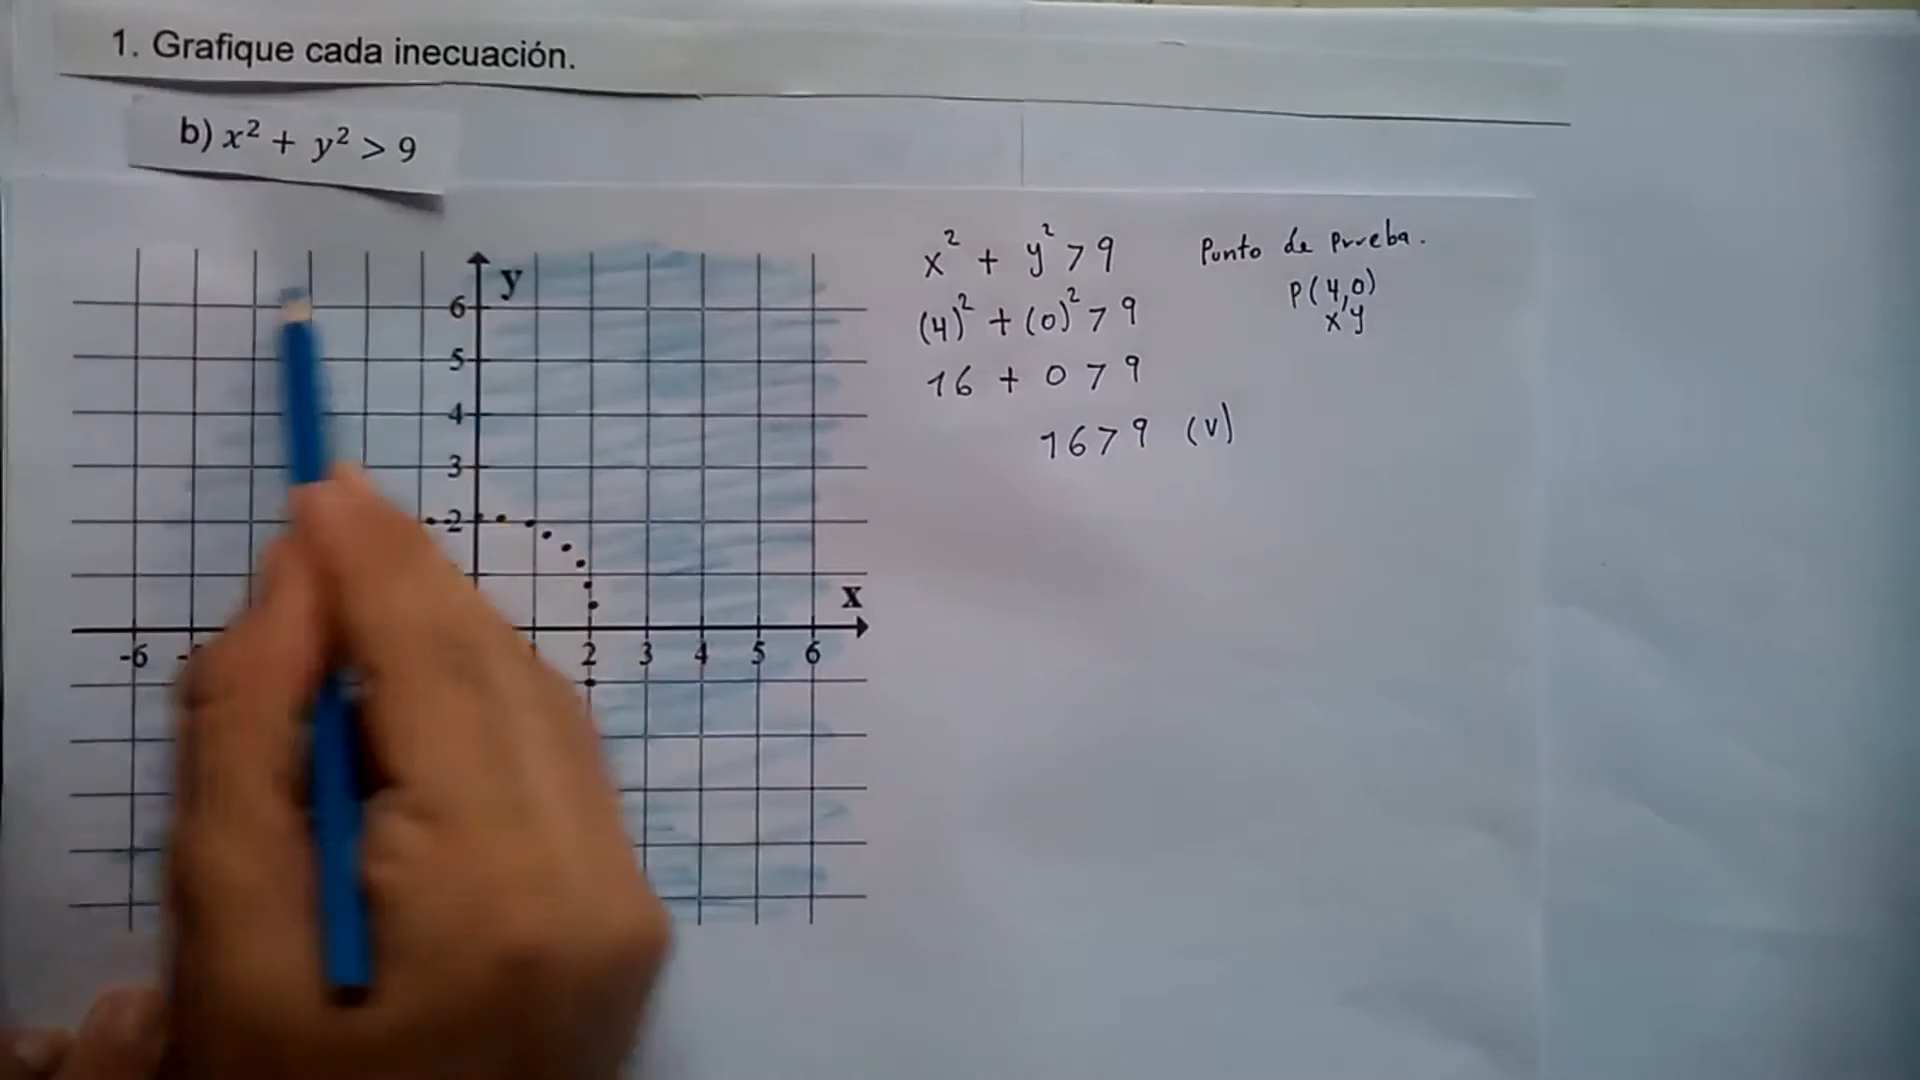 1. Grafique cada inecuación.
b) x² + y² > 9
x² + y² > 9
(4)² + (0)² > 9
16 + 0 > 9
16 > 9 (V)
Punto de Prueba.
P(4,0)
x,y
y
6
5
4
3
2
x
-6
2 3 4 5 6